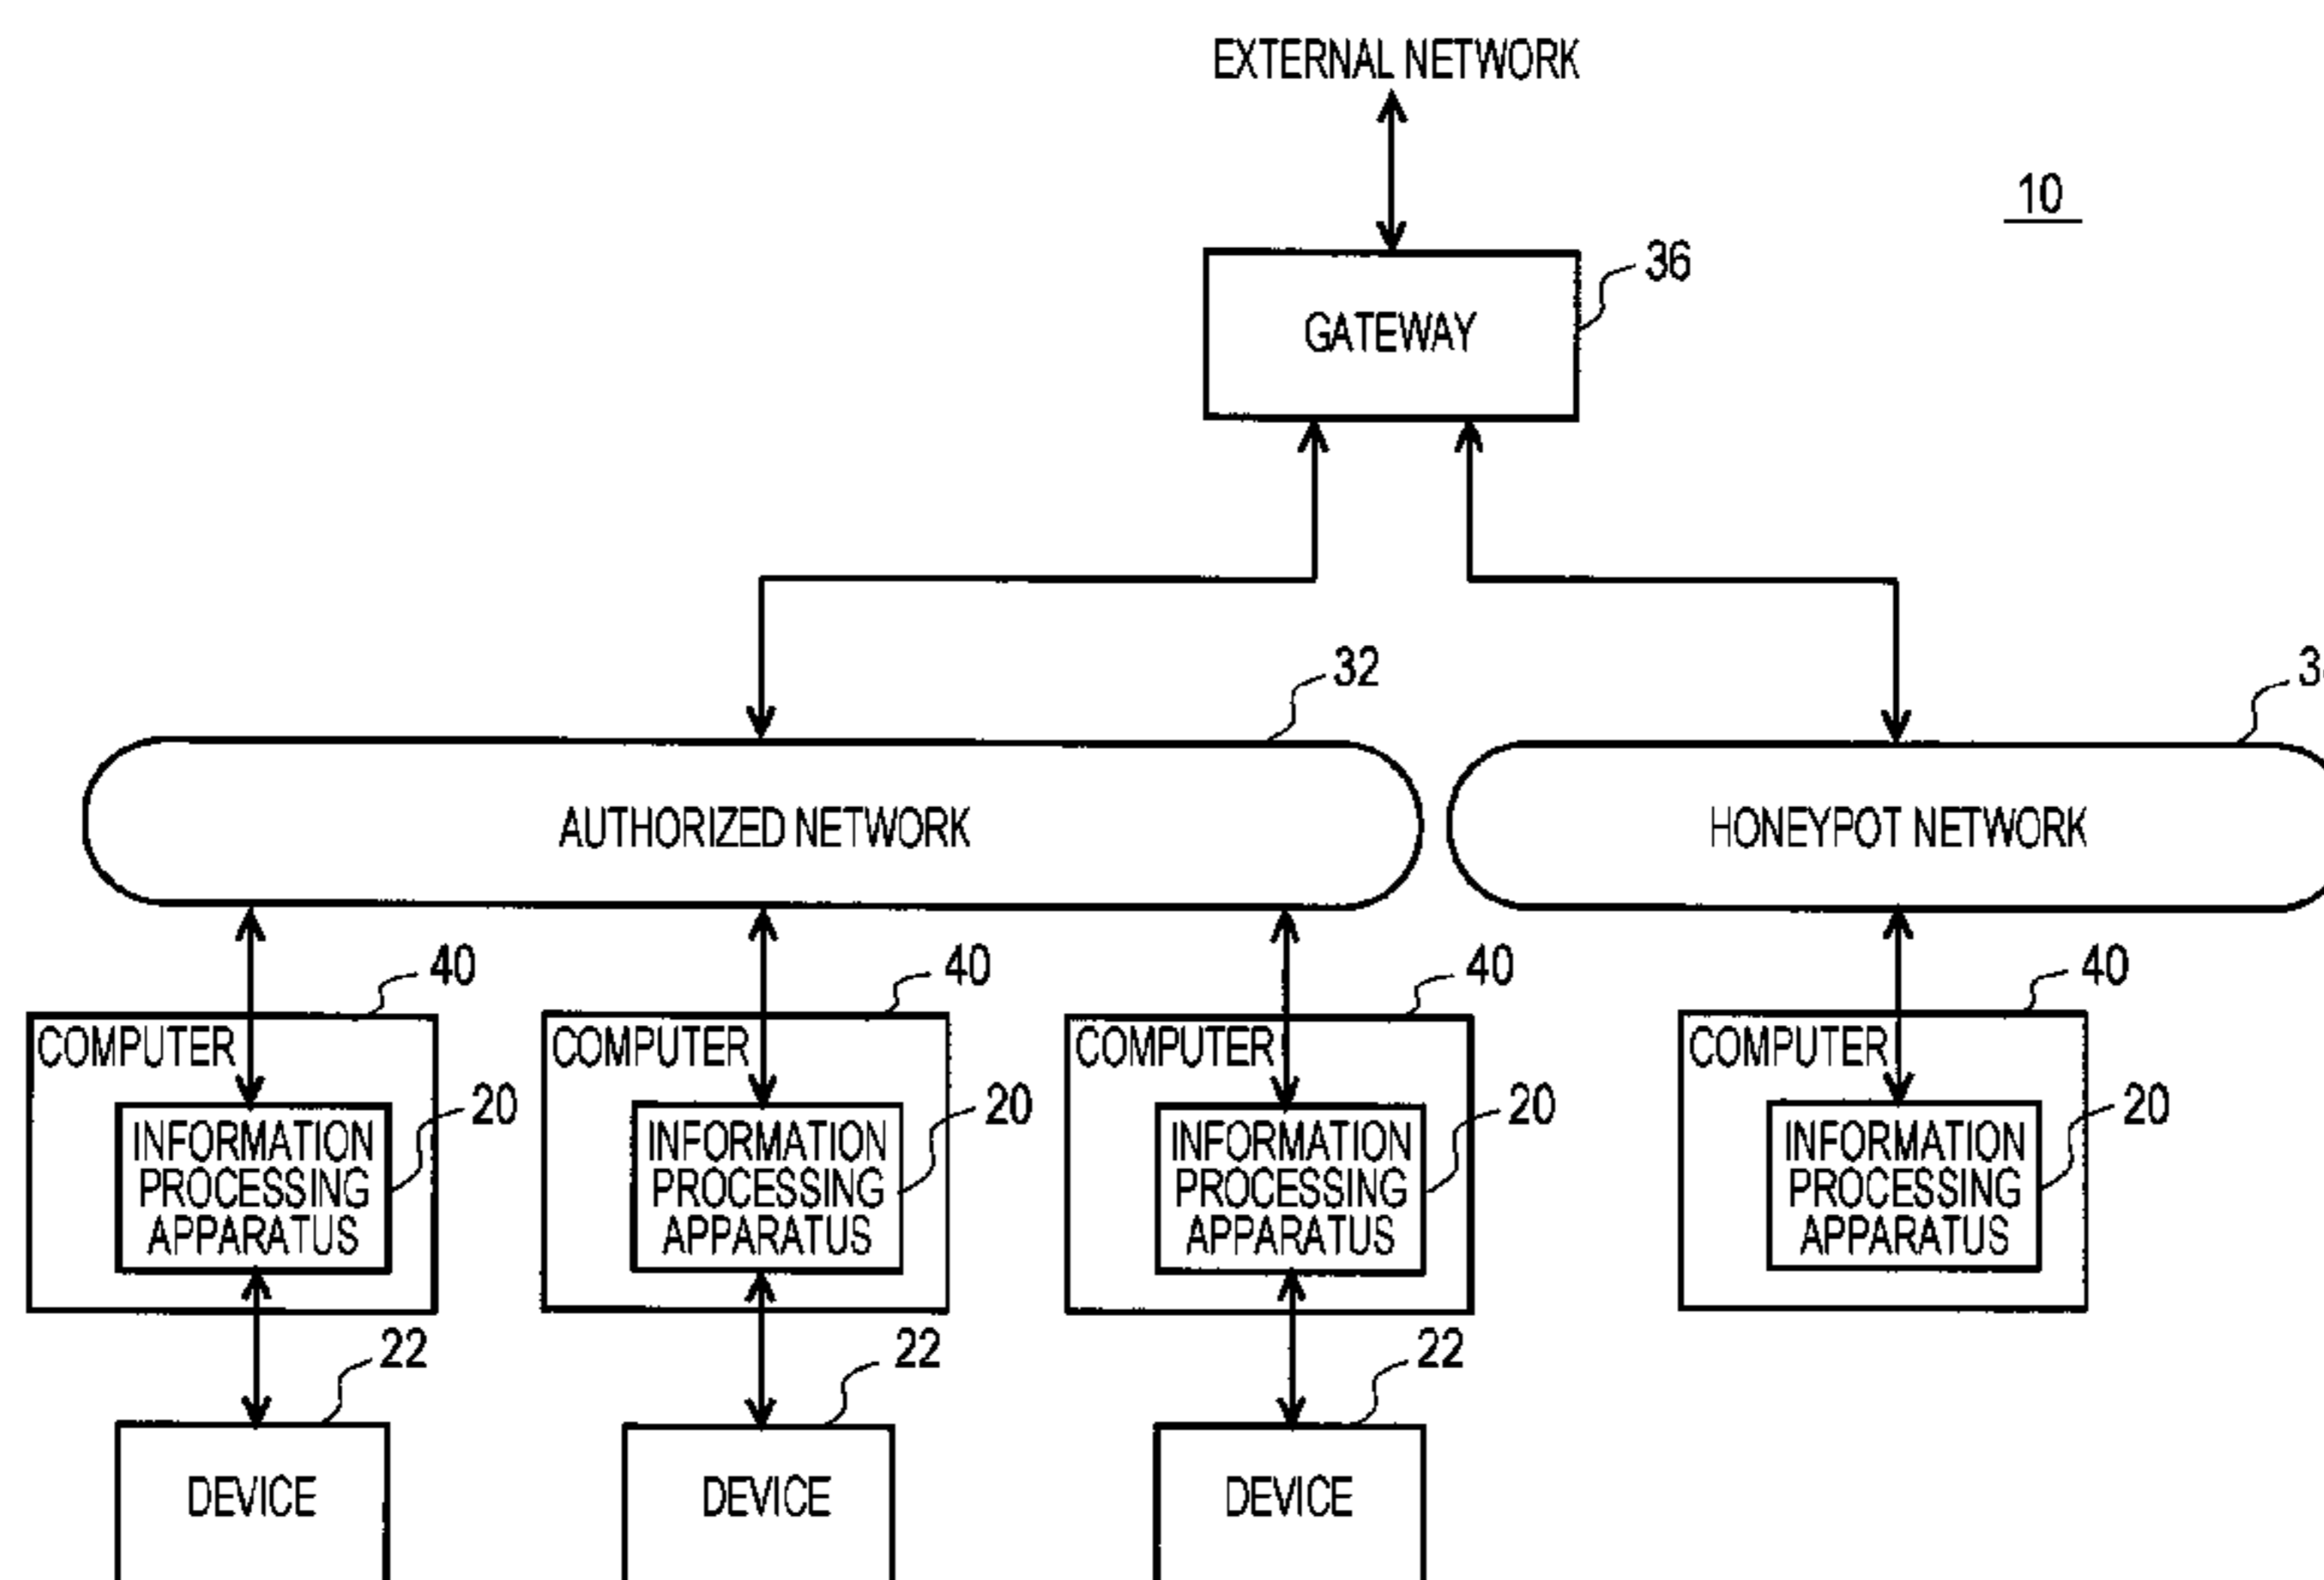 EXTERNAL NETWORK
10
36
GATEWAY
32
AUTHORIZED NETWORK
HONEYPOT NETWORK
40
40
40
40
COMPUTER
COMPUTER
COMPUTER
COMPUTER
20
20
20
20
INFORMATION
PROCESSING
APPARATUS
INFORMATION
PROCESSING
APPARATUS
INFORMATION
PROCESSING
APPARATUS
INFORMATION
PROCESSING
APPARATUS
22
22
22
DEVICE
DEVICE
DEVICE